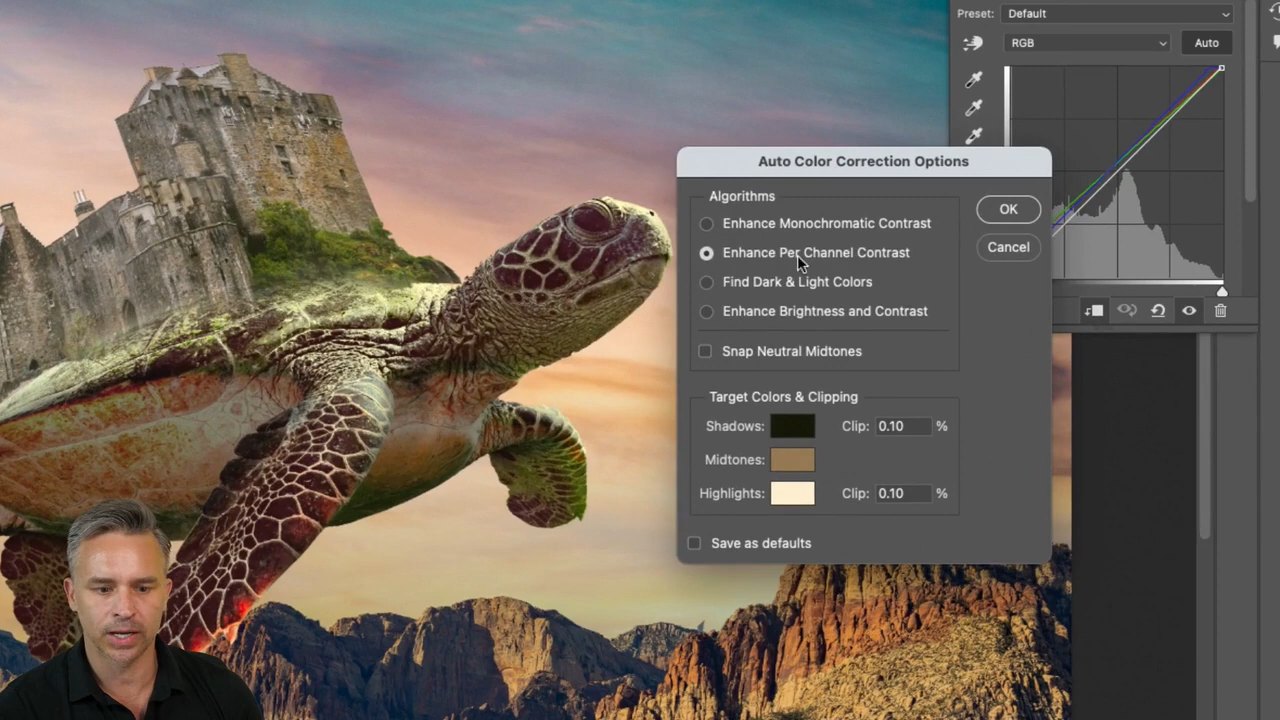 Preset: Default
RGB Auto
Auto Color Correction Options
Algorithms
Enhance Monochromatic Contrast
Enhance Per Channel Contrast
Find Dark & Light Colors
Enhance Brightness and Contrast
Snap Neutral Midtones
OK
Cancel
Target Colors & Clipping
Shadows: Clip: 0.10 %
Midtones:
Highlights: Clip: 0.10 %
Save as defaults